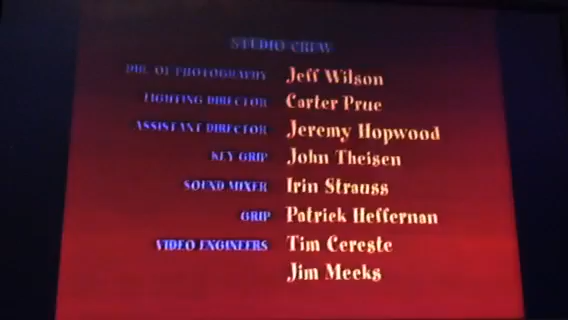 STUDIO CREW
DIR. OF PHOTOGRAPHY Jeff Wilson
LIGHTING DIRECTOR Carter Prue
ASSISTANT DIRECTOR Jeremy Hopwood
KEY GRIP John Theisen
SOUND MIXER Irin Strauss
GRIP Patrick Heffernan
VIDEO ENGINEERS Tim Cereste
Jim Meeks